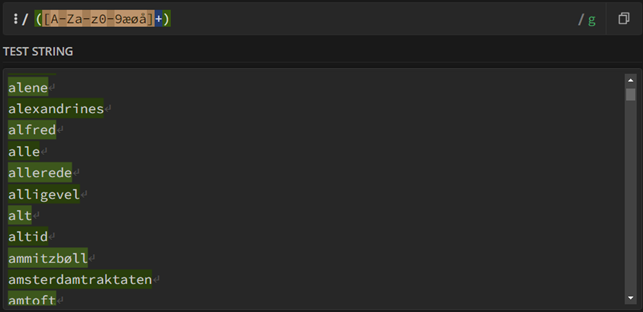 / ([A-Za-z0-9æøå]+) / g
TEST STRING
alene
alexandrines
alfred
alle
allerede
alligevel
alt
altid
ammitzbøll
amsterdamtraktaten
amtoft